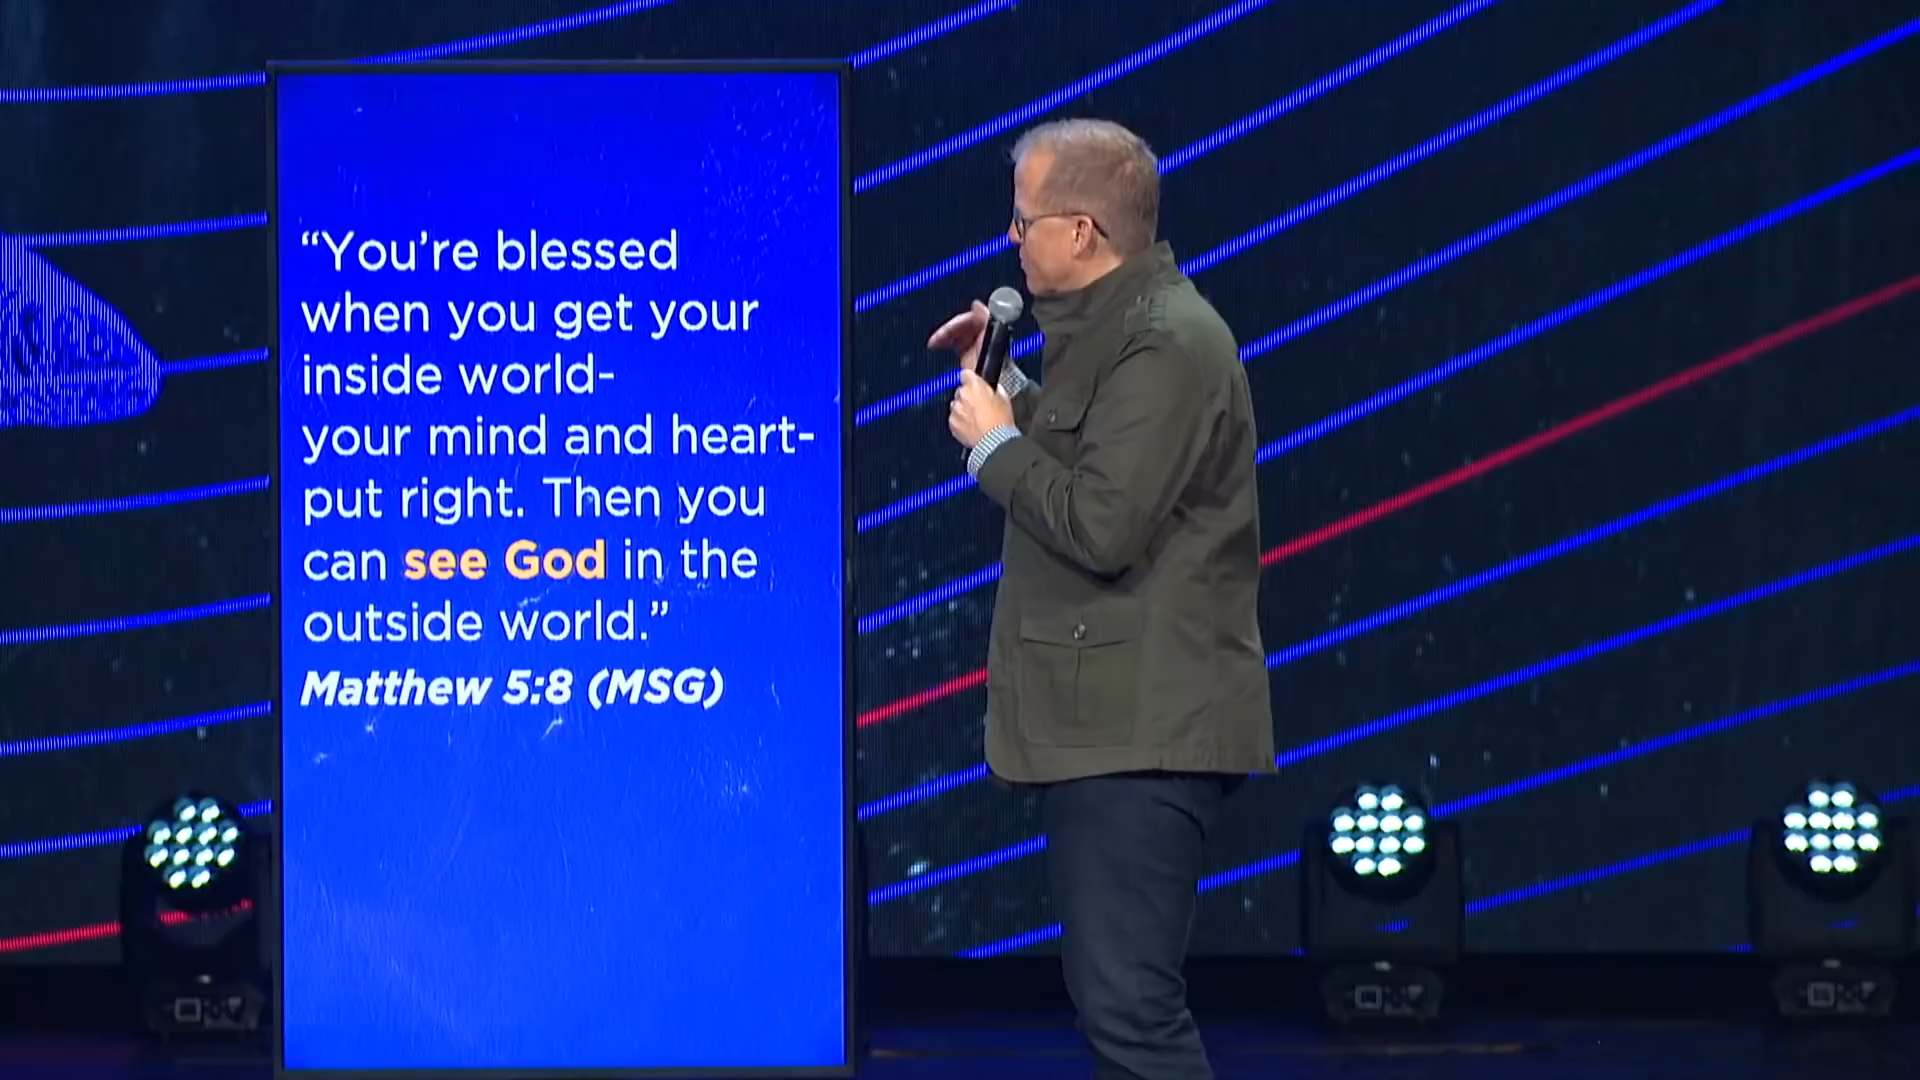 “You’re blessed
when you get your
inside world-
your mind and heart-
put right. Then you
can see God in the
outside world.”
Matthew 5:8 (MSG)